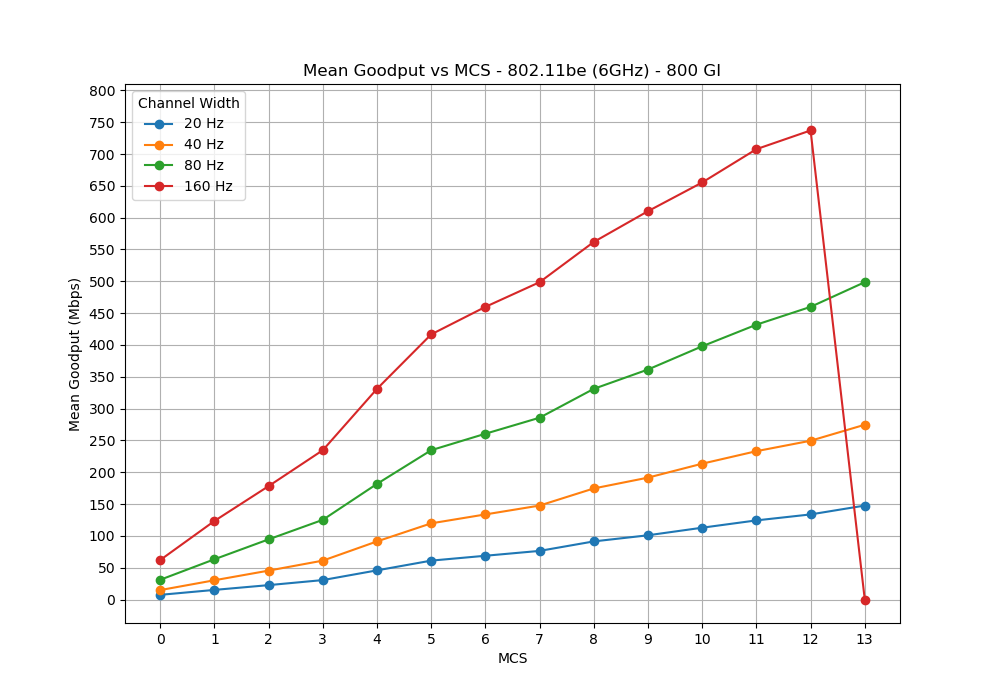 Mean Goodput vs MCS - 802.11be (6GHz) - 800 GI
Channel Width
20 Hz
40 Hz
80 Hz
160 Hz
Mean Goodput (Mbps)
800
750
700
650
600
550
500
450
400
350
300
250
200
150
100
50
0
0 1 2 3 4 5 6 7 8 9 10 11 12 13
MCS